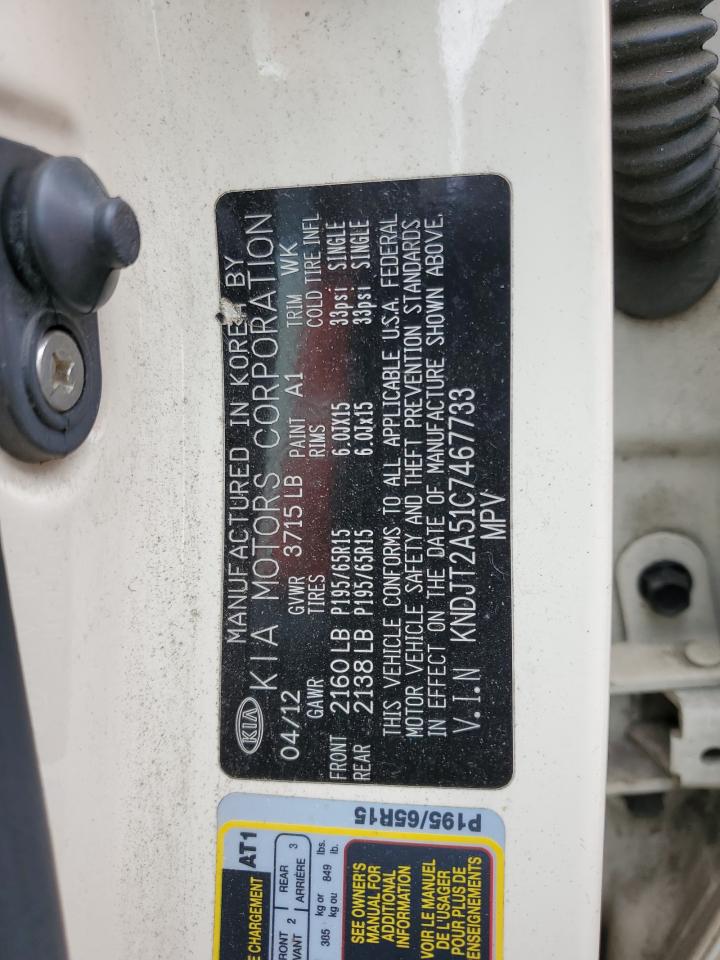 MANUFACTURED IN KOREA BY
KIA KIA MOTORS CORPORATION
04/12 GVWR 3715 LB PAINT A1 TRIM WK
GAWR TIRES RIMS COLD TIRE INFL
FRONT 2160 LB P195/65R15 6.0Jx15 33psi SINGLE
REAR 2138 LB P195/65R15 6.0Jx15 33psi SINGLE
THIS VEHICLE CONFORMS TO ALL APPLICABLE U.S.A. FEDERAL
MOTOR VEHICLE SAFETY AND THEFT PREVENTION STANDARDS
IN EFFECT ON THE DATE OF MANUFACTURE SHOWN ABOVE.
V.I.N KNDJT2A51C7467733
MPV
P195/65R15
AT1
E CHARGEMENT
FRONT 2 REAR 3
AVANT ARRIÈRE
385 kg or 849 lbs.
kg ou lb.
SEE OWNER'S
MANUAL FOR
ADDITIONAL
INFORMATION
VOIR LE MANUEL
DE L'USAGER
POUR PLUS DE
RENSEIGNEMENTS